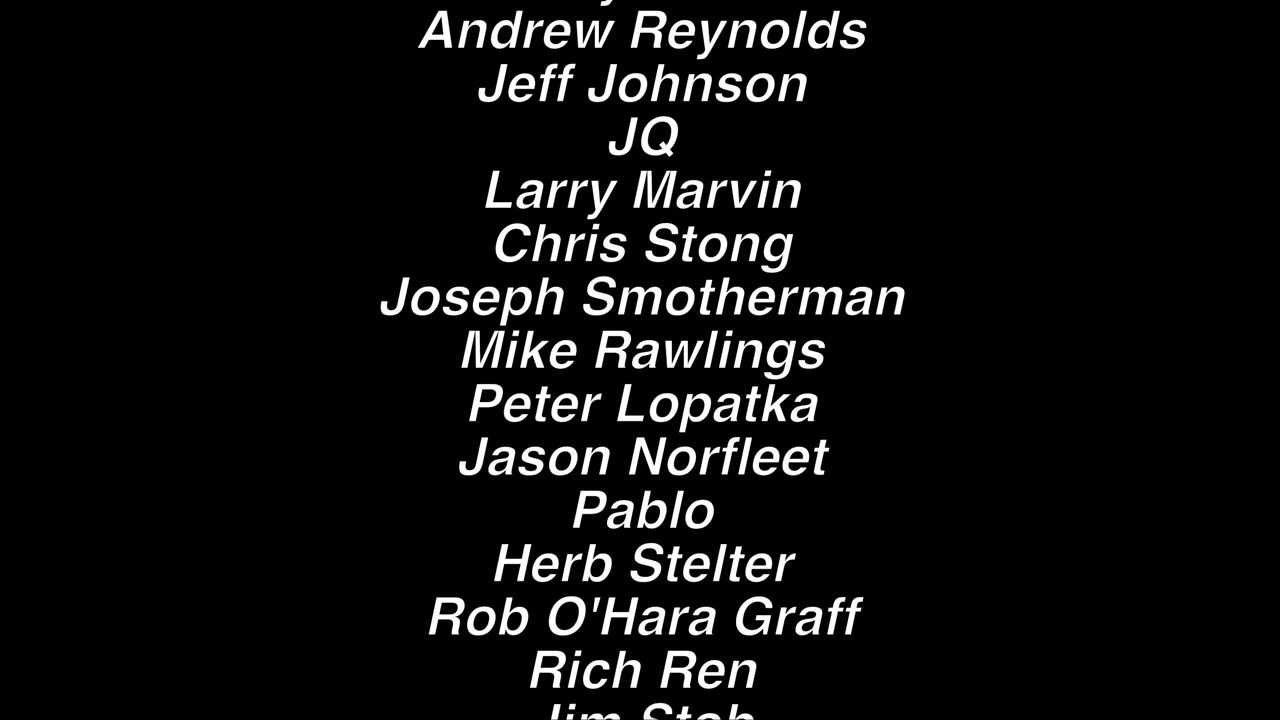 Andrew Reynolds
Jeff Johnson
JQ
Larry Marvin
Chris Stong
Joseph Smotherman
Mike Rawlings
Peter Lopatka
Jason Norfleet
Pablo
Herb Stelter
Rob O'Hara Graff
Rich Ren
Jim